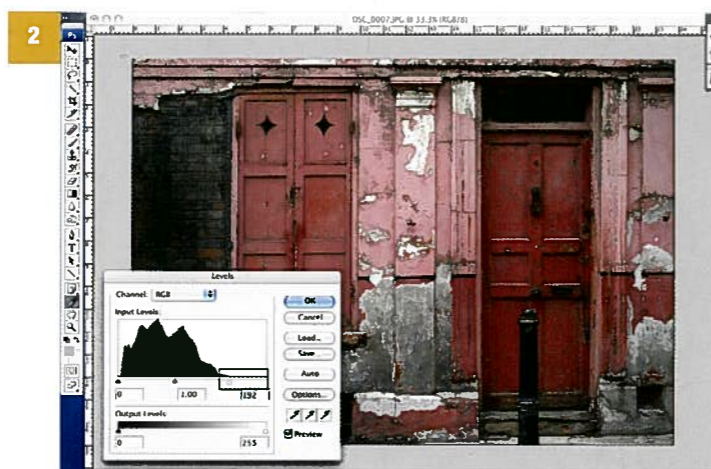 2
DSC_0007.JPG @ 33.3% (RGB/8)
Ps
Levels
Channel: RGB
OK
Input Levels:
Cancel
Load...
Save...
Auto
0 1.00 192
Options...
Output Levels:
Preview
0 255